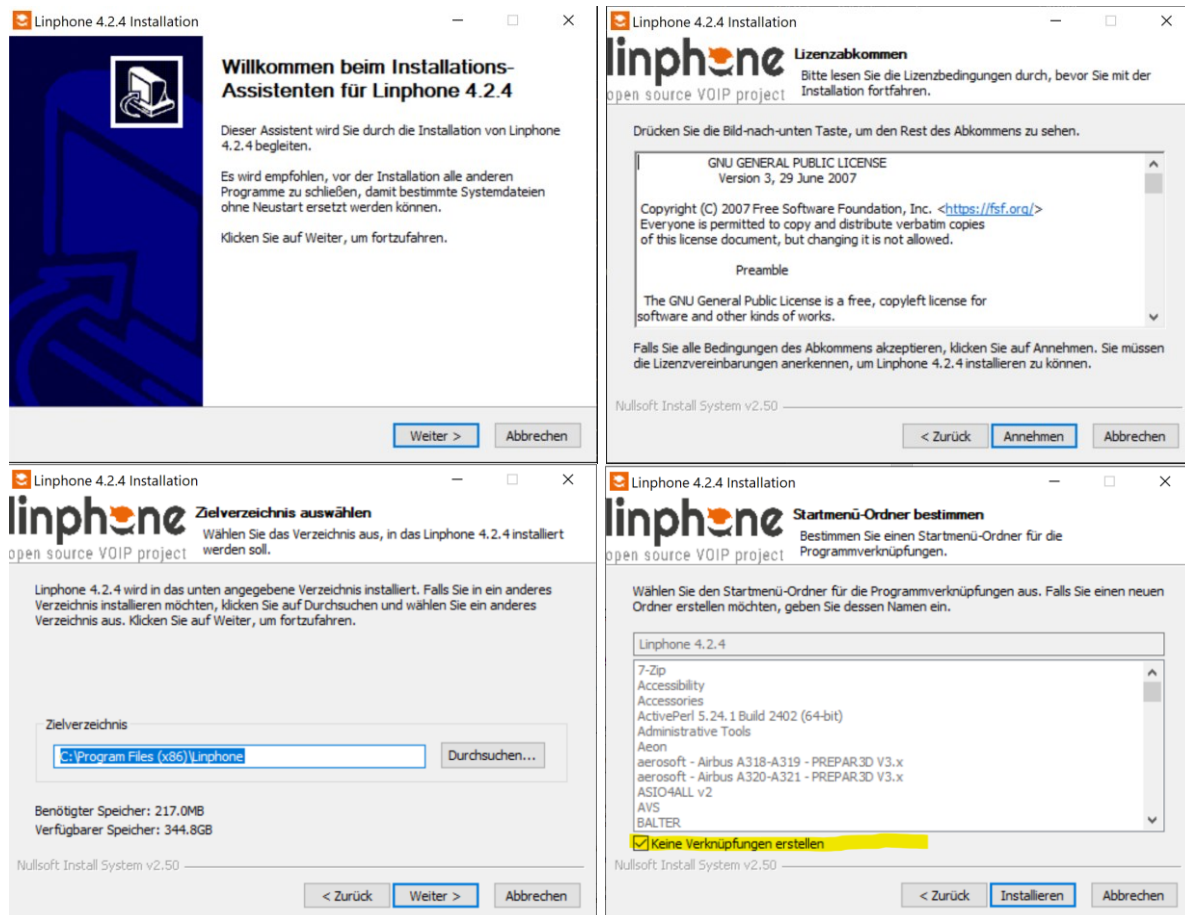 Linphone 4.2.4 Installation
Willkommen beim Installations-
Assistenten für Linphone 4.2.4
Dieser Assistent wird Sie durch die Installation von Linphone
4.2.4 begleiten.
Es wird empfohlen, vor der Installation alle anderen
Programme zu schließen, damit bestimmte Systemdateien
ohne Neustart ersetzt werden können.
Klicken Sie auf Weiter, um fortzufahren.
Weiter >
Abbrechen
Linphone 4.2.4 Installation
linphone
open source VOIP project
Lizenzabkommen
Bitte lesen Sie die Lizenzbedingungen durch, bevor Sie mit der
Installation fortfahren.
Drücken Sie die Bild-nach-unten Taste, um den Rest des Abkommens zu sehen.
GNU GENERAL PUBLIC LICENSE
Version 3, 29 June 2007
Copyright (C) 2007 Free Software Foundation, Inc. <https://fsf.org/>
Everyone is permitted to copy and distribute verbatim copies
of this license document, but changing it is not allowed.
Preamble
The GNU General Public License is a free, copyleft license for
software and other kinds of works.
Falls Sie alle Bedingungen des Abkommens akzeptieren, klicken Sie auf Annehmen. Sie müssen
die Lizenzvereinbarungen anerkennen, um Linphone 4.2.4 installieren zu können.
Nullsoft Install System v2.50
< Zurück
Annehmen
Abbrechen
Linphone 4.2.4 Installation
linphone
open source VOIP project
Zielverzeichnis auswählen
Wählen Sie das Verzeichnis aus, in das Linphone 4.2.4 installiert
werden soll.
Linphone 4.2.4 wird in das unten angegebene Verzeichnis installiert. Falls Sie in ein anderes
Verzeichnis installieren möchten, klicken Sie auf Durchsuchen und wählen Sie ein anderes
Verzeichnis aus. Klicken Sie auf Weiter, um fortzufahren.
Zielverzeichnis
C:\Program Files (x86)\Linphone
Durchsuchen...
Benötigter Speicher: 217.0MB
Verfügbarer Speicher: 344.8GB
Nullsoft Install System v2.50
< Zurück
Weiter >
Abbrechen
Linphone 4.2.4 Installation
linphone
open source VOIP project
Startmenü-Ordner bestimmen
Bestimmen Sie einen Startmenü-Ordner für die
Programmverknüpfungen.
Wählen Sie den Startmenü-Ordner für die Programmverknüpfungen aus. Falls Sie einen neuen
Ordner erstellen möchten, geben Sie dessen Namen ein.
Linphone 4.2.4
7-Zip
Accessibility
Accessories
ActivePerl 5.24.1 Build 2402 (64-bit)
Administrative Tools
Aeon
aerosoft - Airbus A318-A319 - PREPAR3D V3.x
aerosoft - Airbus A320-A321 - PREPAR3D V3.x
ASIO4ALL v2
AVS
BALTER
Keine Verknüpfungen erstellen
Nullsoft Install System v2.50
< Zurück
Installieren
Abbrechen